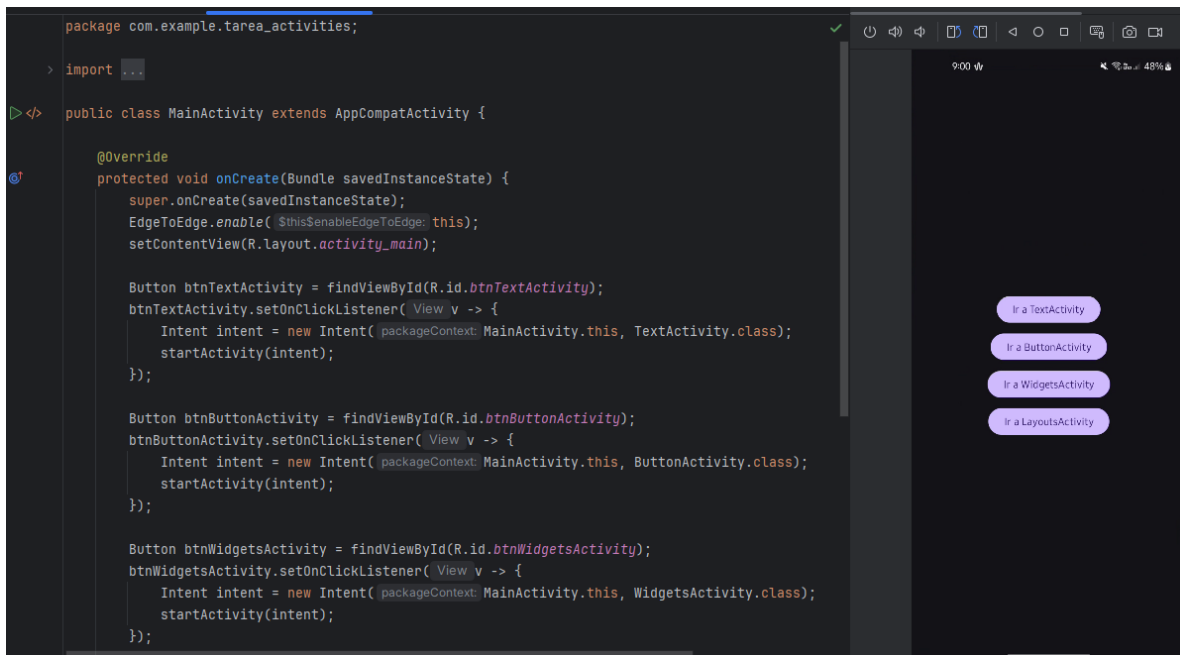 package com.example.tarea_activities;
import ...
public class MainActivity extends AppCompatActivity {
@Override
protected void onCreate(Bundle savedInstanceState) {
super.onCreate(savedInstanceState);
EdgeToEdge.enable( $this$enableEdgeToEdge: this);
setContentView(R.layout.activity_main);
Button btnTextActivity = findViewById(R.id.btnTextActivity);
btnTextActivity.setOnClickListener( View v -> {
Intent intent = new Intent( packageContext: MainActivity.this, TextActivity.class);
startActivity(intent);
});
Button btnButtonActivity = findViewById(R.id.btnButtonActivity);
btnButtonActivity.setOnClickListener( View v -> {
Intent intent = new Intent( packageContext: MainActivity.this, ButtonActivity.class);
startActivity(intent);
});
Button btnWidgetsActivity = findViewById(R.id.btnWidgetsActivity);
btnWidgetsActivity.setOnClickListener( View v -> {
Intent intent = new Intent( packageContext: MainActivity.this, WidgetsActivity.class);
startActivity(intent);
});
9:00 48%
Ir a TextActivity
Ir a ButtonActivity
Ir a WidgetsActivity
Ir a LayoutsActivity